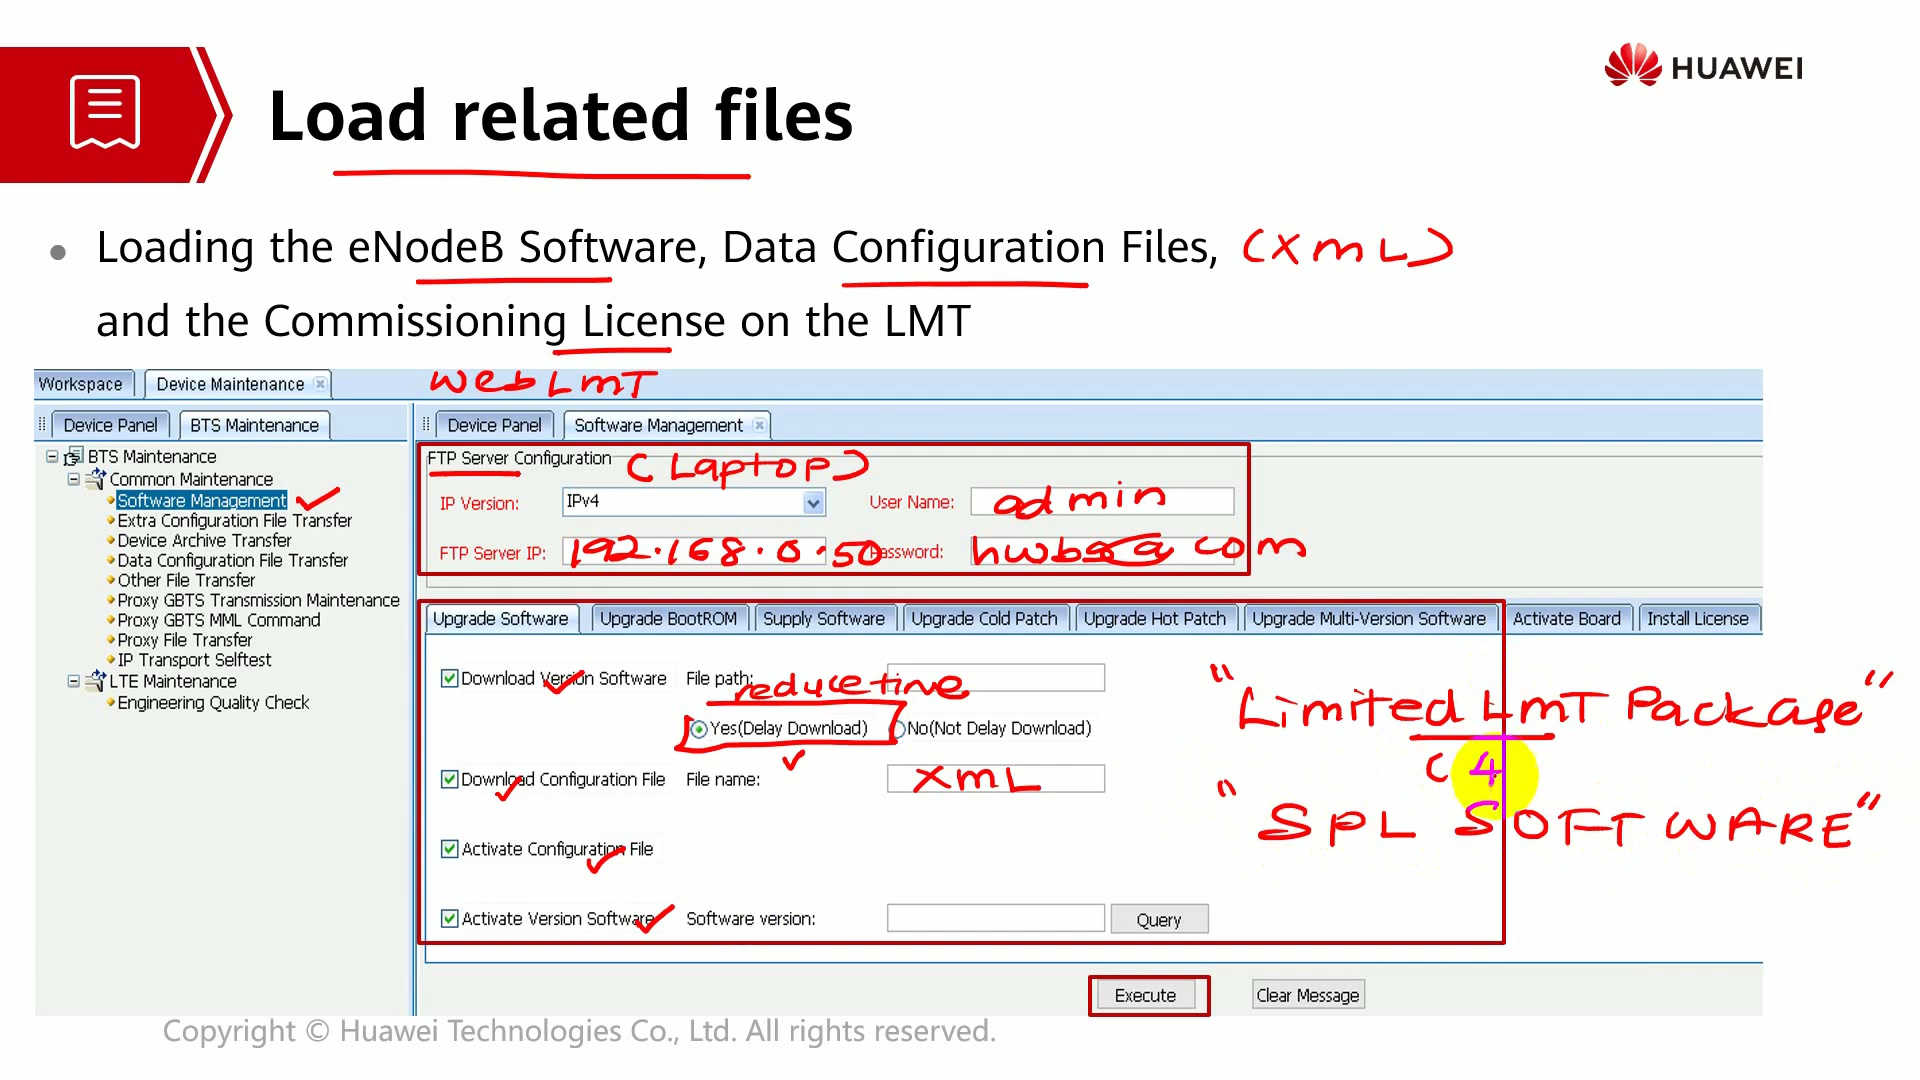 HUAWEI
Load related files
Loading the eNodeB Software, Data Configuration Files, (XmL)
and the Commissioning License on the LMT
Workspace Device Maintenance web LmT
Device Panel BTS Maintenance
Device Panel Software Management
BTS Maintenance
Common Maintenance
Software Management
Extra Configuration File Transfer
Device Archive Transfer
Data Configuration File Transfer
Other File Transfer
Proxy GBTS Transmission Maintenance
Proxy GBTS MML Command
Proxy File Transfer
IP Transport Selftest
LTE Maintenance
Engineering Quality Check
FTP Server Configuration (Laptop)
IP Version: IPv4 User Name: admin
FTP Server IP: 192.168.0.50 Password: com
Upgrade Software Upgrade BootROM Supply Software Upgrade Cold Patch Upgrade Hot Patch Upgrade Multi-Version Software Activate Board Install License
Download Version Software File path:
reduce time
Yes(Delay Download) No(Not Delay Download)
"Limited LmT Package"
(4
Download Configuration File File name: XmL
"SPL SOFTWARE"
Activate Configuration File
Activate Version Software Software version: Query
Execute Clear Message
Copyright © Huawei Technologies Co., Ltd. All rights reserved.